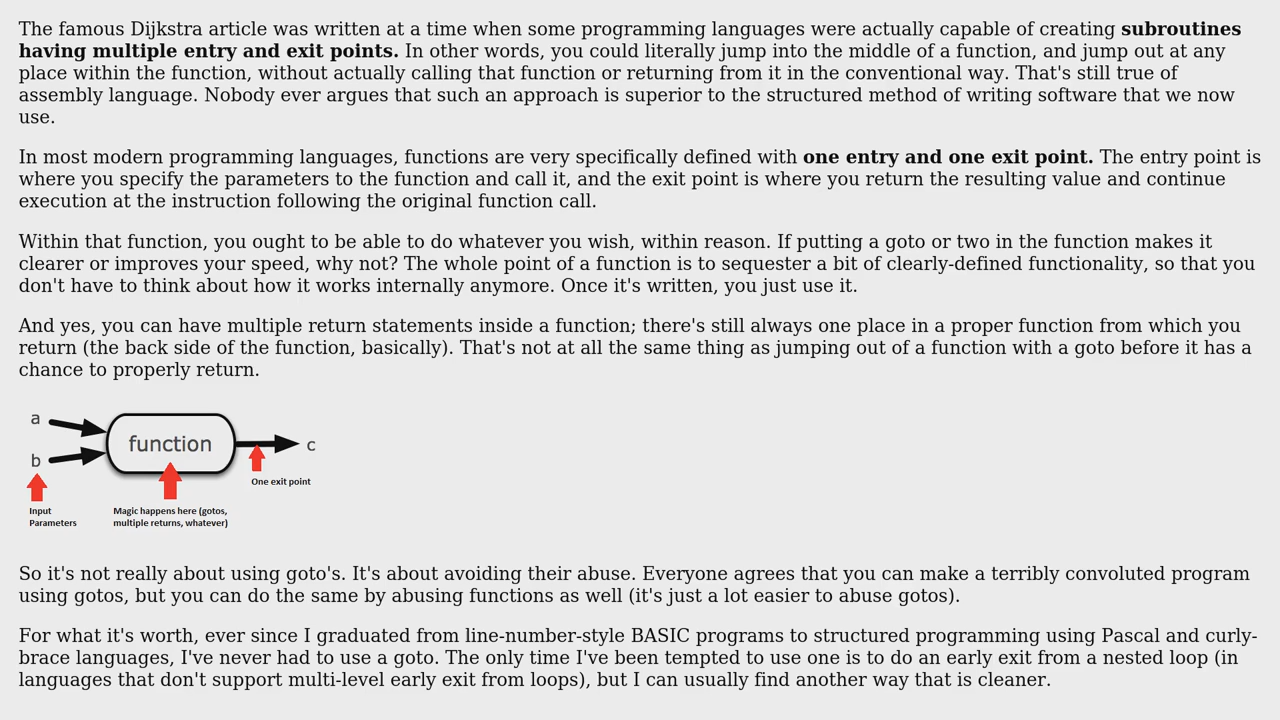 The famous Dijkstra article was written at a time when some programming languages were actually capable of creating subroutines
having multiple entry and exit points. In other words, you could literally jump into the middle of a function, and jump out at any
place within the function, without actually calling that function or returning from it in the conventional way. That's still true of
assembly language. Nobody ever argues that such an approach is superior to the structured method of writing software that we now
use.
In most modern programming languages, functions are very specifically defined with one entry and one exit point. The entry point is
where you specify the parameters to the function and call it, and the exit point is where you return the resulting value and continue
execution at the instruction following the original function call.
Within that function, you ought to be able to do whatever you wish, within reason. If putting a goto or two in the function makes it
clearer or improves your speed, why not? The whole point of a function is to sequester a bit of clearly-defined functionality, so that you
don't have to think about how it works internally anymore. Once it's written, you just use it.
And yes, you can have multiple return statements inside a function; there's still always one place in a proper function from which you
return (the back side of the function, basically). That's not at all the same thing as jumping out of a function with a goto before it has a
chance to properly return.
a
function
c
b
One exit point
Input
Parameters
Magic happens here (gotos,
multiple returns, whatever)
So it's not really about using goto's. It's about avoiding their abuse. Everyone agrees that you can make a terribly convoluted program
using gotos, but you can do the same by abusing functions as well (it's just a lot easier to abuse gotos).
For what it's worth, ever since I graduated from line-number-style BASIC programs to structured programming using Pascal and curly-
brace languages, I've never had to use a goto. The only time I've been tempted to use one is to do an early exit from a nested loop (in
languages that don't support multi-level early exit from loops), but I can usually find another way that is cleaner.